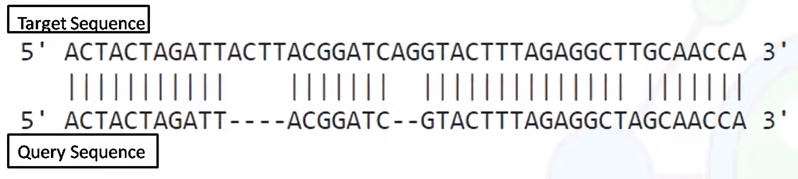 Target Sequence
5' ACTACTAGATTACTTACGGATCAGGTACTTTAGAGGCTTGCAACCA 3'
||||||||||| ||||||| |||||||||||||| |||||||
5' ACTACTAGATT----ACGGATC--GTACTTTAGAGGCTAGCAACCA 3'
Query Sequence